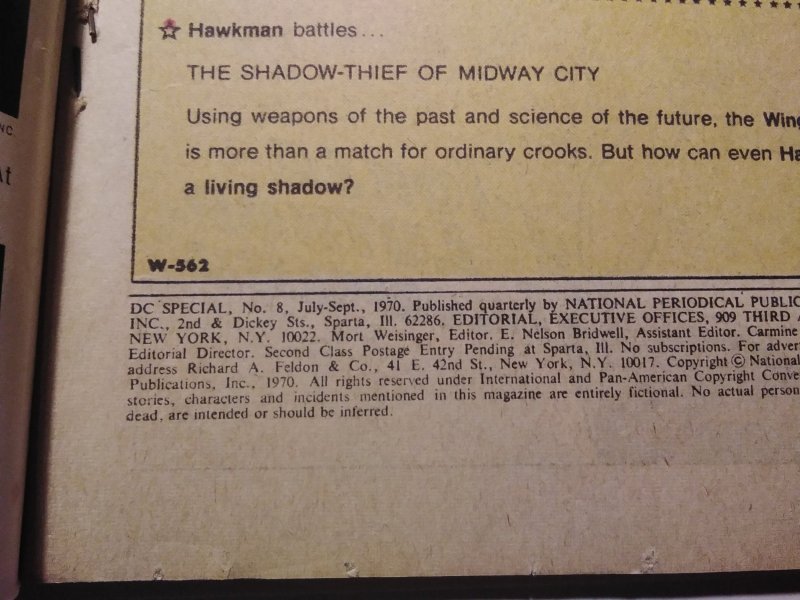 Hawkman battles...
THE SHADOW-THIEF OF MIDWAY CITY
Using weapons of the past and science of the future, the Wing
is more than a match for ordinary crooks. But how can even Ha
a living shadow?
W-562
DC SPECIAL, No. 8, July-Sept., 1970. Published quarterly by NATIONAL PERIODICAL PUBLIC
INC., 2nd & Dickey Sts., Sparta, Ill. 62286. EDITORIAL, EXECUTIVE OFFICES, 909 THIRD A
NEW YORK, N.Y. 10022. Mort Weisinger, Editor. E. Nelson Bridwell, Assistant Editor. Carmine
Editorial Director. Second Class Postage Entry Pending at Sparta, Ill. No subscriptions. For adver
address Richard A. Feldon & Co., 41 E. 42nd St., New York, N.Y. 10017. Copyright © National
Publications, Inc., 1970. All rights reserved under International and Pan-American Copyright Conve
stories, characters and incidents mentioned in this magazine are entirely fictional. No actual person
dead, are intended or should be inferred.